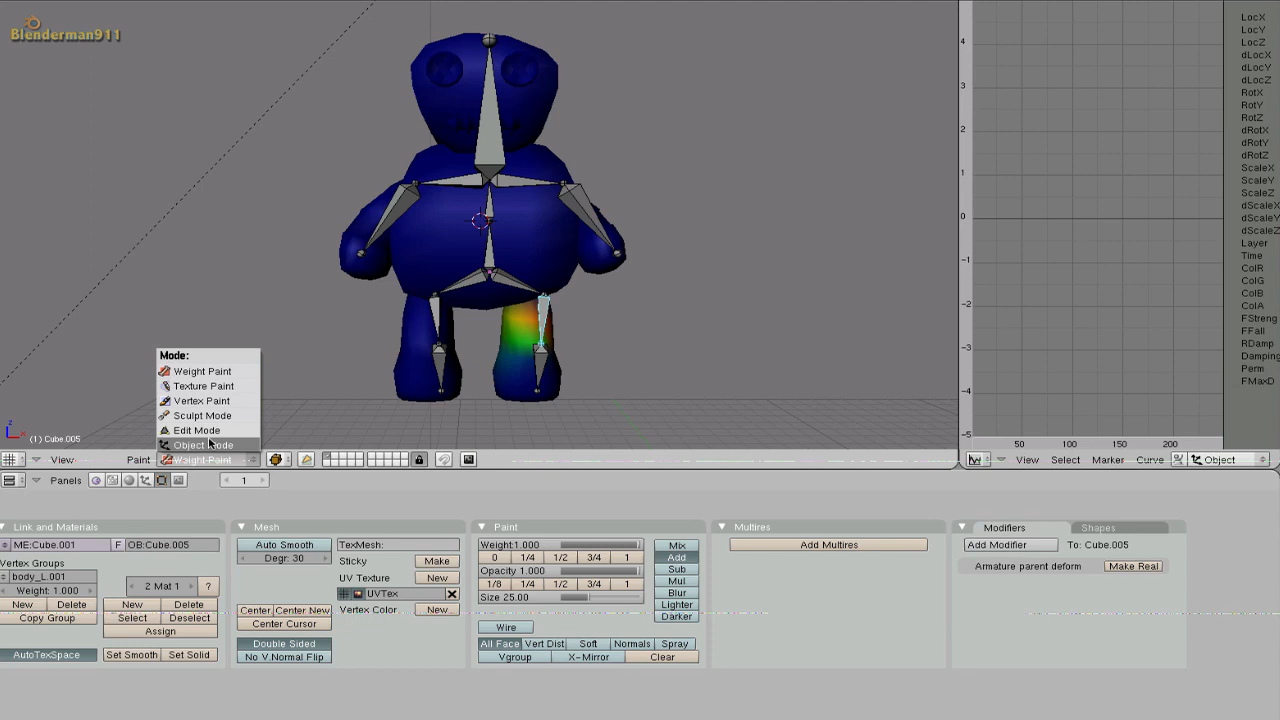 Blenderman911
Mode:
Weight Paint
Texture Paint
Vertex Paint
Sculpt Mode
Edit Mode
Object Mode
z
x
(1) Cube.005
View
Paint
Weight Paint
4
3
2
1
0
-1
-2
-3
-4
-5
50
100
150
200
View
Select
Marker
Curve
Object
LocX
LocY
LocZ
dLocX
dLocY
dLocZ
RotX
RotY
RotZ
dRotX
dRotY
dRotZ
ScaleX
ScaleY
ScaleZ
dScaleX
dScaleY
dScaleZ
Layer
Time
ColR
ColG
ColB
ColA
FStreng
FFall
RDamp
Damping
Perm
FMaxD
Panels
1
Link and Materials
ME:Cube.001
F
OB:Cube.005
Vertex Groups
body_L.001
Weight: 1.000
New
Delete
Copy Group
2 Mat 1
?
New
Delete
Select
Deselect
Assign
AutoTexSpace
Set Smooth
Set Solid
Mesh
Auto Smooth
Degr: 30
TexMesh:
Sticky
Make
UV Texture
New
UVTex
Vertex Color
New
Center
Center New
Center Cursor
Double Sided
No V.Normal Flip
Paint
Weight:1.000
0 1/4 1/2 3/4 1
Opacity 1.000
1/8 1/4 1/2 3/4 1
Size 25.00
Mix
Add
Sub
Mul
Blur
Lighter
Darker
Wire
All Face
Vert Dist
Soft
Normals
Spray
Vgroup
X-Mirror
Clear
Multires
Add Multires
Modifiers
Shapes
Add Modifier
To: Cube.005
Armature parent deform
Make Real